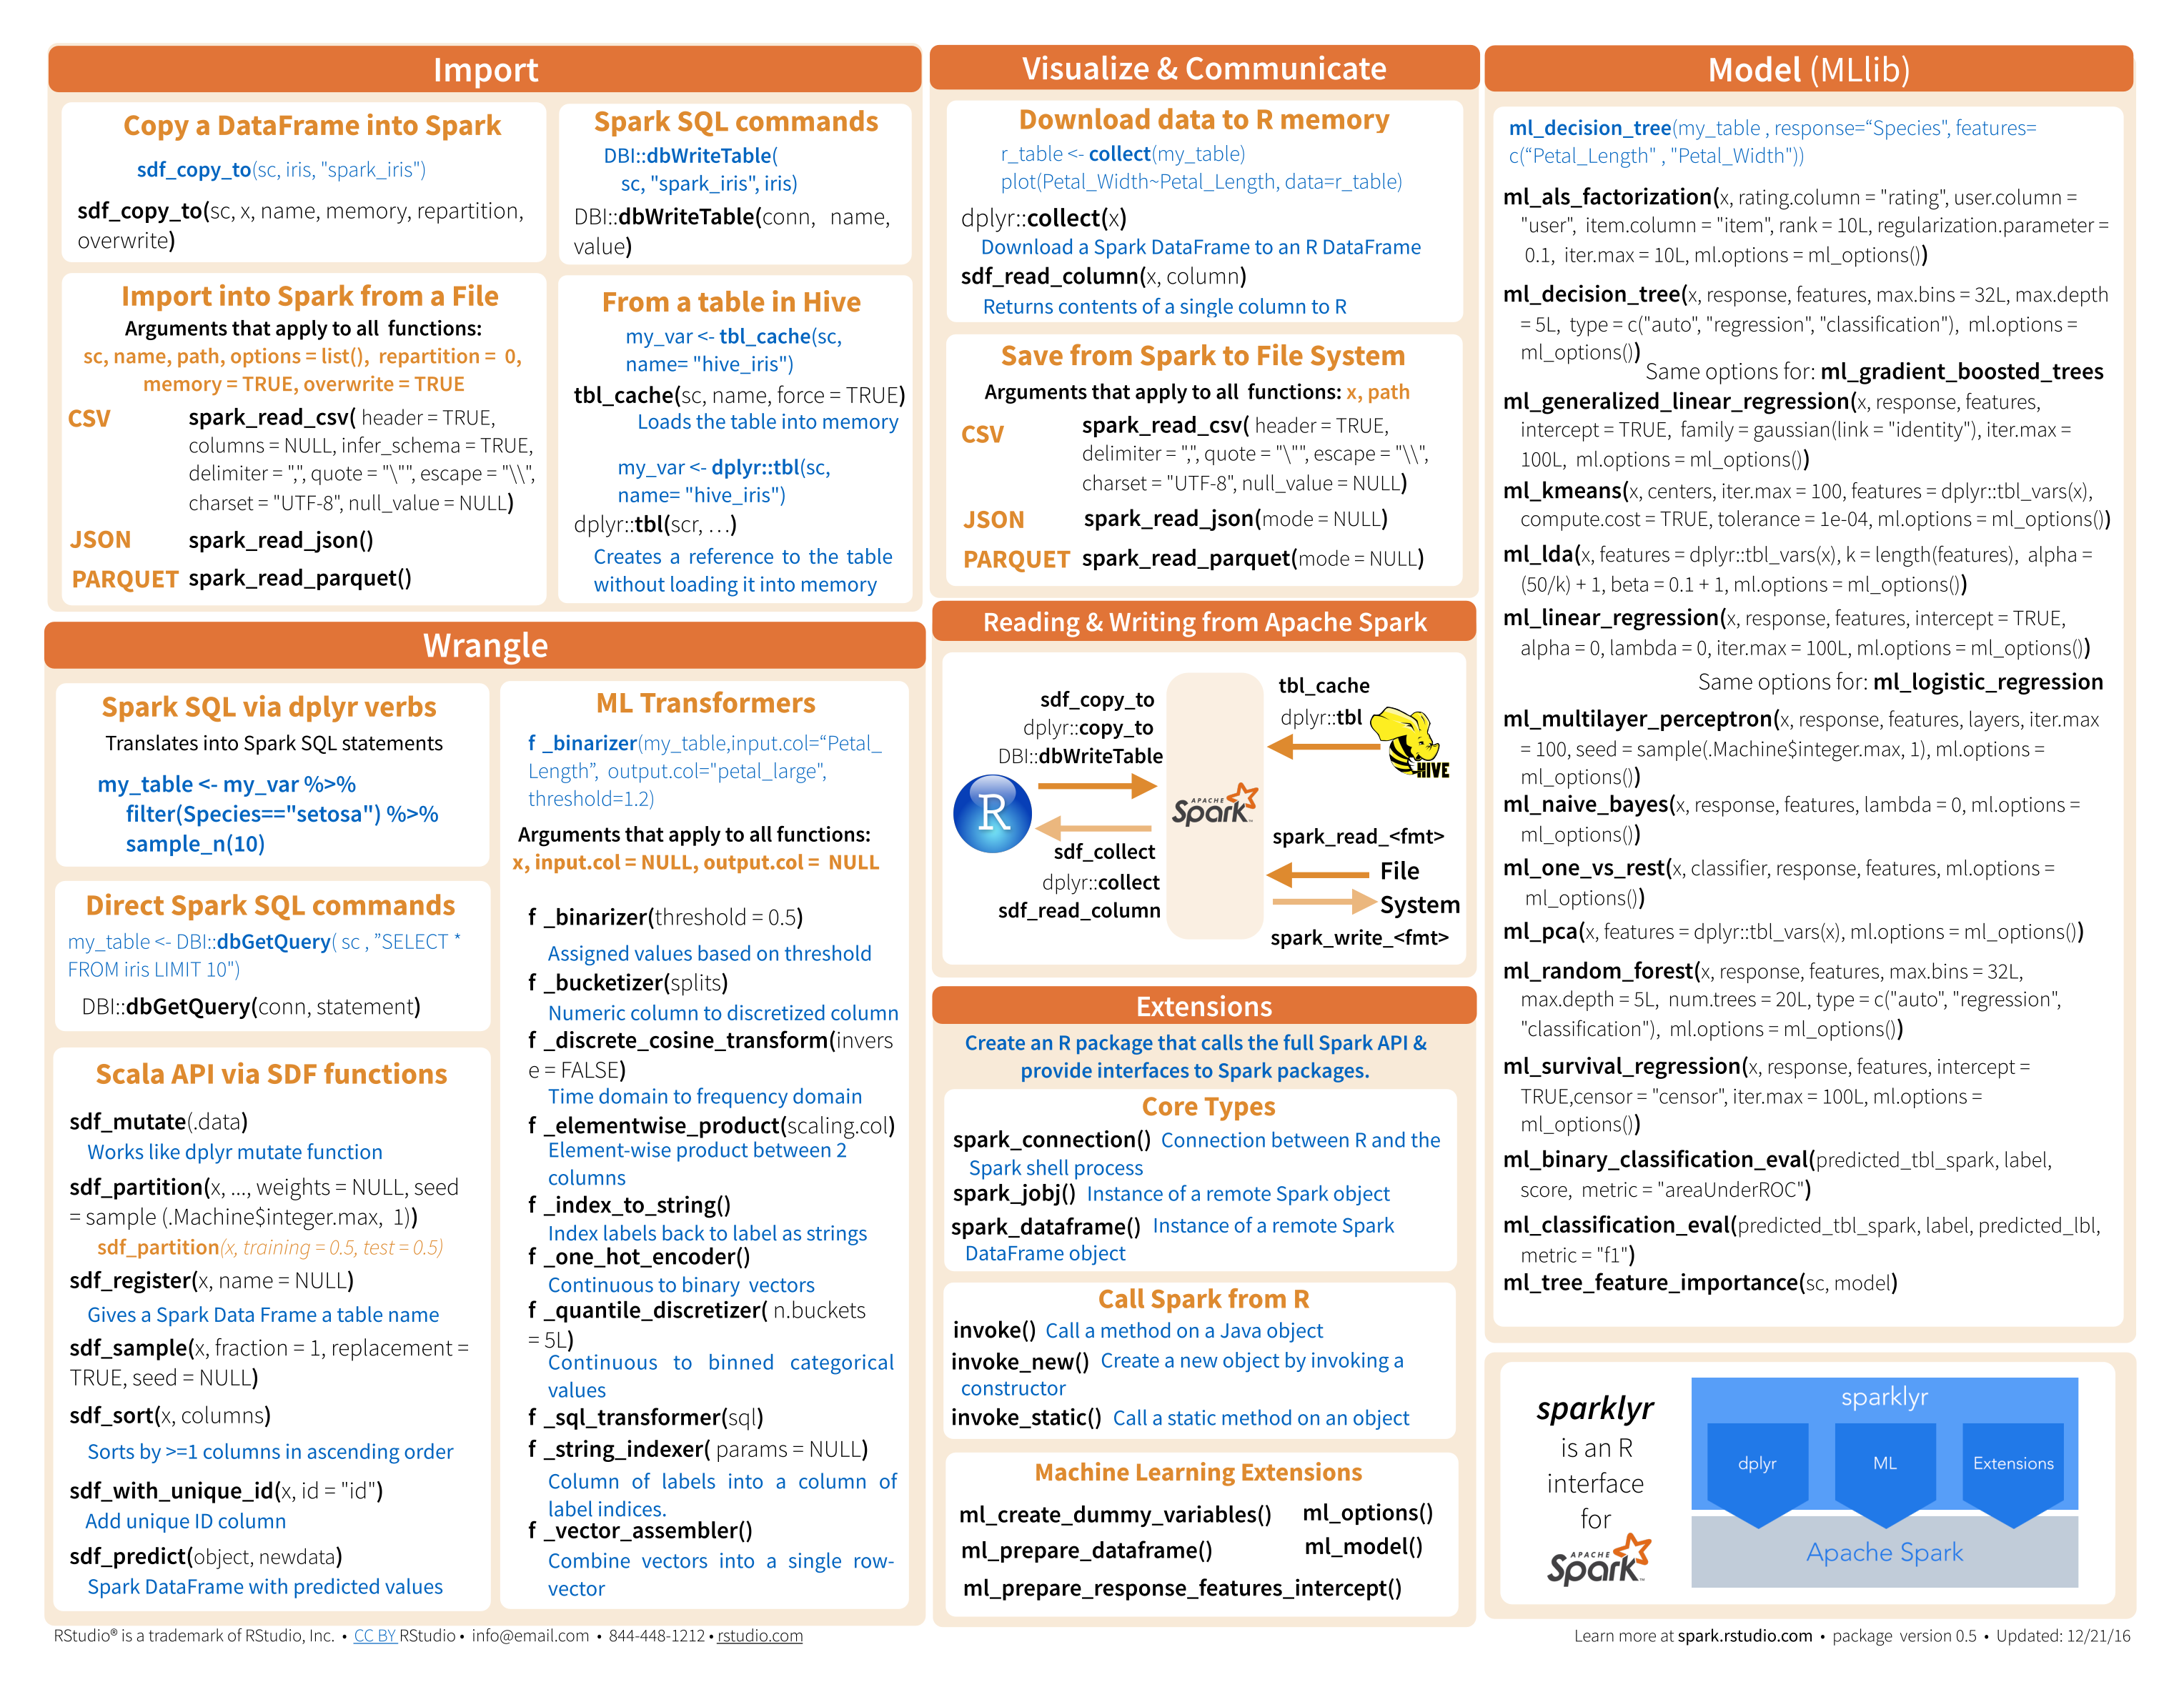 Import
Copy a DataFrame into Spark
sdf_copy_to(sc, iris, "spark_iris")
sdf_copy_to(sc, x, name, memory, repartition,
overwrite)
Import into Spark from a File
Arguments that apply to all functions:
sc, name, path, options = list(), repartition = 0,
memory = TRUE, overwrite = TRUE
CSV spark_read_csv( header = TRUE,
columns = NULL, infer_schema = TRUE,
delimiter = ",", quote = "\"", escape = "\\",
charset = "UTF-8", null_value = NULL)
JSON spark_read_json()
PARQUET spark_read_parquet()
Spark SQL commands
DBI::dbWriteTable(
sc, "spark_iris", iris)
DBI::dbWriteTable(conn, name,
value)
From a table in Hive
my_var <- tbl_cache(sc,
name= "hive_iris")
tbl_cache(sc, name, force = TRUE)
Loads the table into memory
my_var <- dplyr::tbl(sc,
name= "hive_iris")
dplyr::tbl(scr, …)
Creates a reference to the table
without loading it into memory
Wrangle
Spark SQL via dplyr verbs
Translates into Spark SQL statements
my_table <- my_var %>%
filter(Species=="setosa") %>%
sample_n(10)
Direct Spark SQL commands
my_table <- DBI::dbGetQuery( sc , ”SELECT *
FROM iris LIMIT 10")
DBI::dbGetQuery(conn, statement)
Scala API via SDF functions
sdf_mutate(.data)
Works like dplyr mutate function
sdf_partition(x, ..., weights = NULL, seed
= sample (.Machine$integer.max, 1))
sdf_partition(x, training = 0.5, test = 0.5)
sdf_register(x, name = NULL)
Gives a Spark Data Frame a table name
sdf_sample(x, fraction = 1, replacement =
TRUE, seed = NULL)
sdf_sort(x, columns)
Sorts by >=1 columns in ascending order
sdf_with_unique_id(x, id = "id")
Add unique ID column
sdf_predict(object, newdata)
Spark DataFrame with predicted values
ML Transformers
f _binarizer(my_table,input.col=“Petal_
Length”, output.col="petal_large",
threshold=1.2)
Arguments that apply to all functions:
x, input.col = NULL, output.col = NULL
f _binarizer(threshold = 0.5)
Assigned values based on threshold
f _bucketizer(splits)
Numeric column to discretized column
f _discrete_cosine_transform(invers
e = FALSE)
Time domain to frequency domain
f _elementwise_product(scaling.col)
Element-wise product between 2
columns
f _index_to_string()
Index labels back to label as strings
f _one_hot_encoder()
Continuous to binary vectors
f _quantile_discretizer( n.buckets
= 5L)
Continuous to binned categorical
values
f _sql_transformer(sql)
f _string_indexer( params = NULL)
Column of labels into a column of
label indices.
f _vector_assembler()
Combine vectors into a single row-
vector
Visualize & Communicate
Download data to R memory
r_table <- collect(my_table)
plot(Petal_Width~Petal_Length, data=r_table)
dplyr::collect(x)
Download a Spark DataFrame to an R DataFrame
sdf_read_column(x, column)
Returns contents of a single column to R
Save from Spark to File System
Arguments that apply to all functions: x, path
CSV spark_read_csv( header = TRUE,
delimiter = ",", quote = "\"", escape = "\\",
charset = "UTF-8", null_value = NULL)
JSON spark_read_json(mode = NULL)
PARQUET spark_read_parquet(mode = NULL)
Reading & Writing from Apache Spark
sdf_copy_to
dplyr::copy_to
DBI::dbWriteTable
R
sdf_collect
dplyr::collect
sdf_read_column
APACHE
Spark™
tbl_cache
dplyr::tbl
HIVE
spark_read_<fmt>
File
System
spark_write_<fmt>
Extensions
Create an R package that calls the full Spark API &
provide interfaces to Spark packages.
Core Types
spark_connection() Connection between R and the
Spark shell process
spark_jobj() Instance of a remote Spark object
spark_dataframe() Instance of a remote Spark
DataFrame object
Call Spark from R
invoke() Call a method on a Java object
invoke_new() Create a new object by invoking a
constructor
invoke_static() Call a static method on an object
Machine Learning Extensions
ml_create_dummy_variables() ml_options()
ml_prepare_dataframe() ml_model()
ml_prepare_response_features_intercept()
Model (MLlib)
ml_decision_tree(my_table , response=“Species", features=
c(“Petal_Length" , "Petal_Width"))
ml_als_factorization(x, rating.column = "rating", user.column =
"user", item.column = "item", rank = 10L, regularization.parameter =
0.1, iter.max = 10L, ml.options = ml_options())
ml_decision_tree(x, response, features, max.bins = 32L, max.depth
= 5L, type = c("auto", "regression", "classification"), ml.options =
ml_options())
Same options for: ml_gradient_boosted_trees
ml_generalized_linear_regression(x, response, features,
intercept = TRUE, family = gaussian(link = "identity"), iter.max =
100L, ml.options = ml_options())
ml_kmeans(x, centers, iter.max = 100, features = dplyr::tbl_vars(x),
compute.cost = TRUE, tolerance = 1e-04, ml.options = ml_options())
ml_lda(x, features = dplyr::tbl_vars(x), k = length(features), alpha =
(50/k) + 1, beta = 0.1 + 1, ml.options = ml_options())
ml_linear_regression(x, response, features, intercept = TRUE,
alpha = 0, lambda = 0, iter.max = 100L, ml.options = ml_options())
Same options for: ml_logistic_regression
ml_multilayer_perceptron(x, response, features, layers, iter.max
= 100, seed = sample(.Machine$integer.max, 1), ml.options =
ml_options())
ml_naive_bayes(x, response, features, lambda = 0, ml.options =
ml_options())
ml_one_vs_rest(x, classifier, response, features, ml.options =
ml_options())
ml_pca(x, features = dplyr::tbl_vars(x), ml.options = ml_options())
ml_random_forest(x, response, features, max.bins = 32L,
max.depth = 5L, num.trees = 20L, type = c("auto", "regression",
"classification"), ml.options = ml_options())
ml_survival_regression(x, response, features, intercept =
TRUE,censor = "censor", iter.max = 100L, ml.options =
ml_options())
ml_binary_classification_eval(predicted_tbl_spark, label,
score, metric = "areaUnderROC")
ml_classification_eval(predicted_tbl_spark, label, predicted_lbl,
metric = "f1")
ml_tree_feature_importance(sc, model)
sparklyr
is an R
interface
for
APACHE
Spark™
sparklyr
dplyr ML Extensions
Apache Spark
RStudio® is a trademark of RStudio, Inc. • CC BY RStudio • info@email.com • 844-448-1212 • rstudio.com
Learn more at spark.rstudio.com • package version 0.5 • Updated: 12/21/16